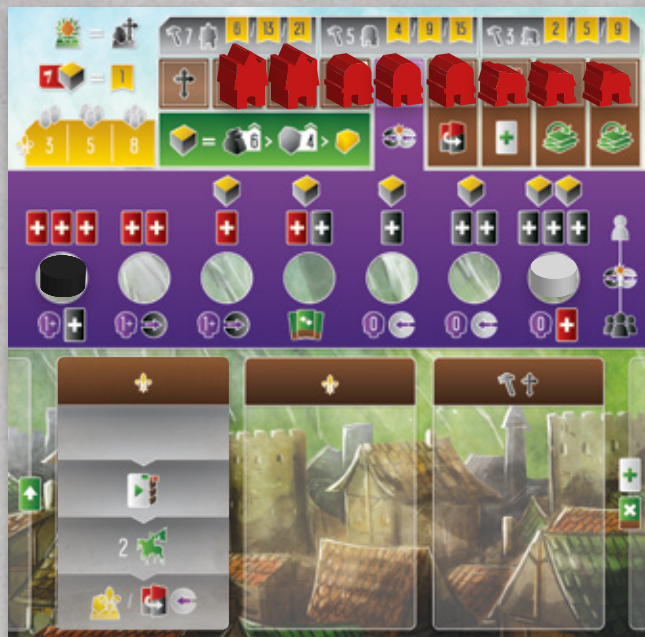 7 6 / 13 / 21 5 4 / 9 / 15 3 2 / 5 / 9
= 
7 = 1
3 5 8
= 6 > 4 >
+ + + + + + + + + + + + + +
1+ + 1+ 1+ 0 0 0 +
2
/